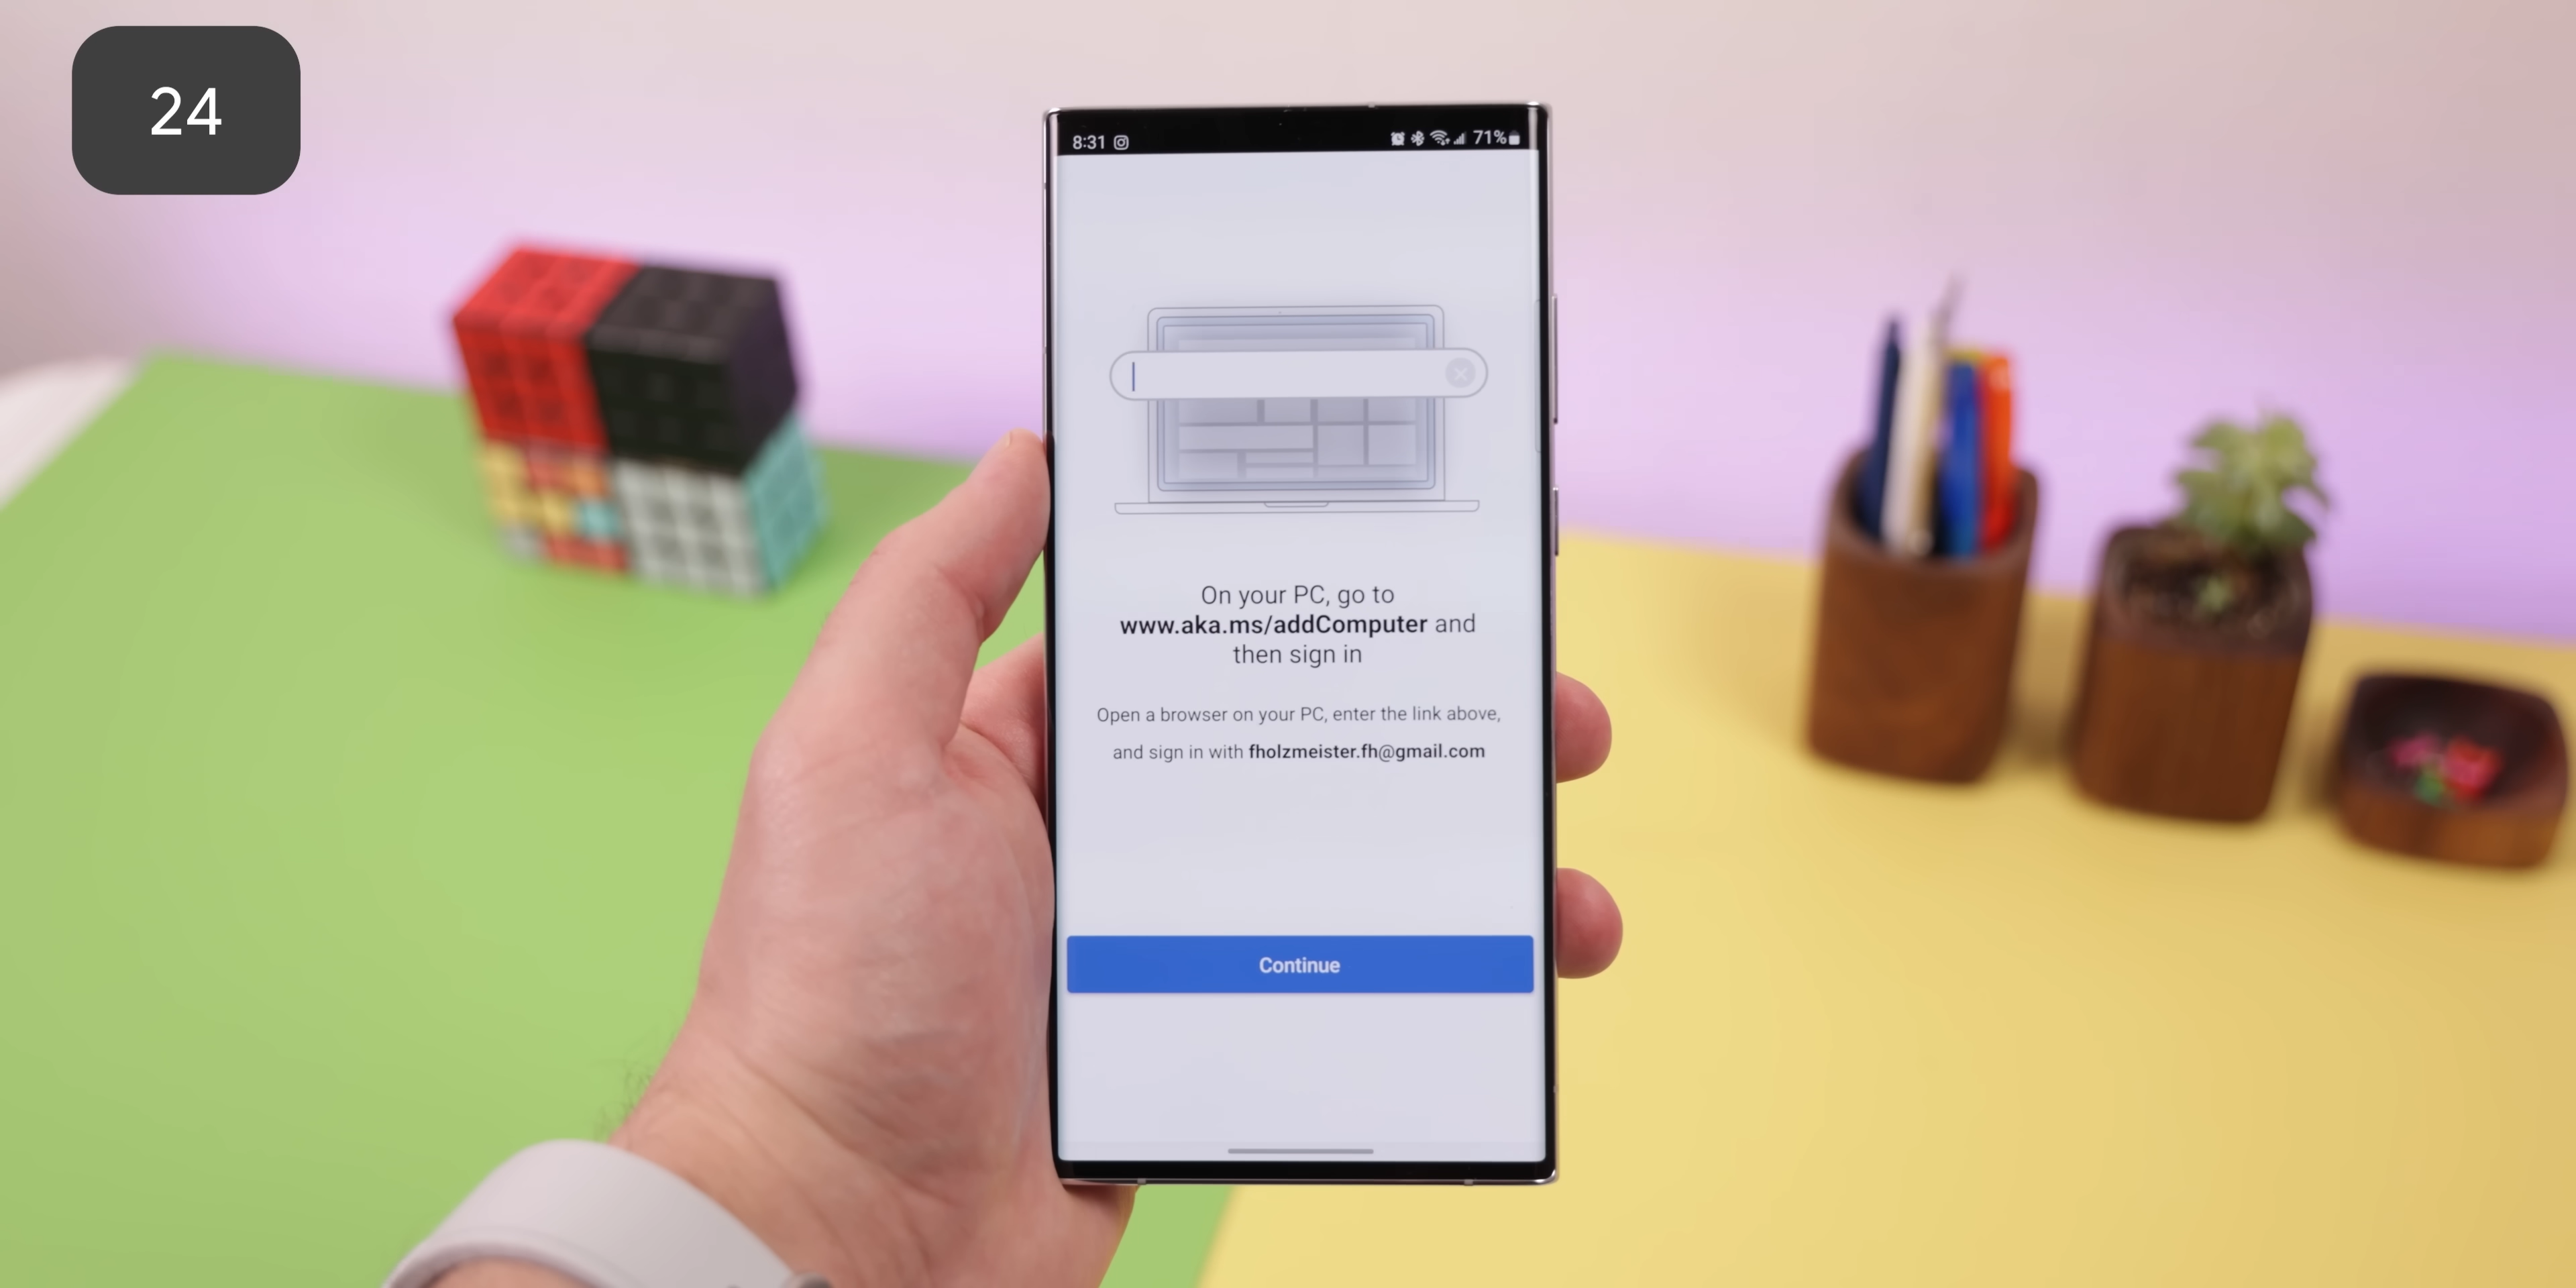 24
8:31
71%
On your PC, go to
www.aka.ms/addComputer and
then sign in
Open a browser on your PC, enter the link above,
and sign in with fholzmeister.fh@gmail.com
Continue